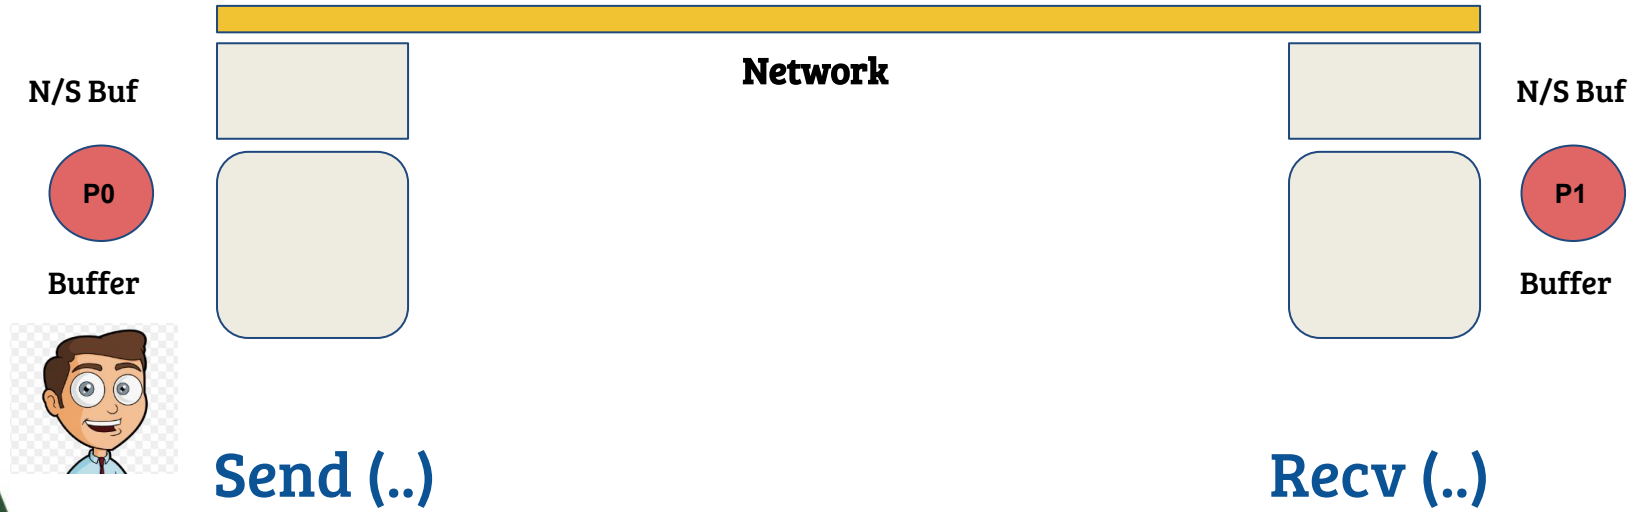 Network
N/S Buf
N/S Buf
P0
P1
Buffer
Buffer
Send (..)
Recv (..)